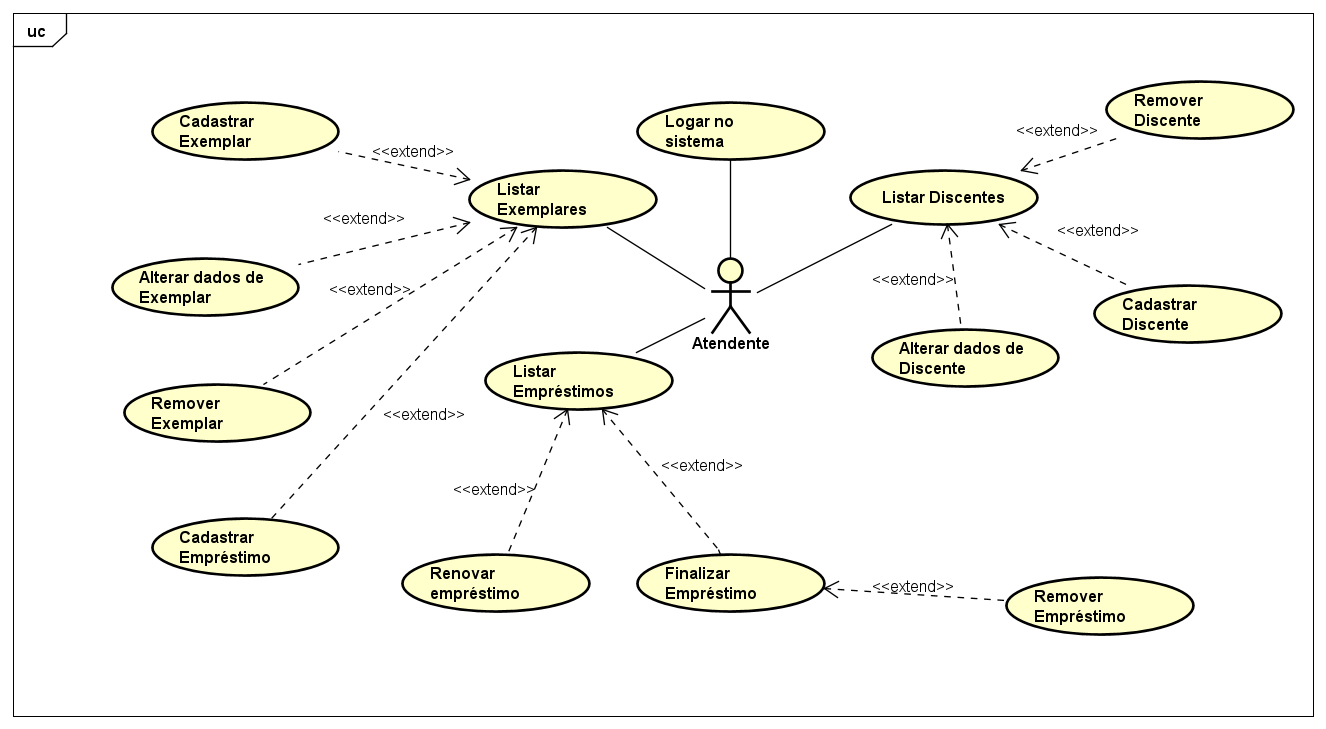 uc
Cadastrar
Exemplar
<<extend>>
Logar no
sistema
Remover
Discente
<<extend>>
Listar
Exemplares
Listar Discentes
<<extend>>
<<extend>>
Alterar dados de
Exemplar
<<extend>>
<<extend>>
Cadastrar
Discente
Atendente
Alterar dados de
Discente
Listar
Empréstimos
Remover
Exemplar
<<extend>>
<<extend>>
<<extend>>
Cadastrar
Empréstimo
Renovar
empréstimo
Finalizar
Empréstimo
<<extend>>
Remover
Empréstimo